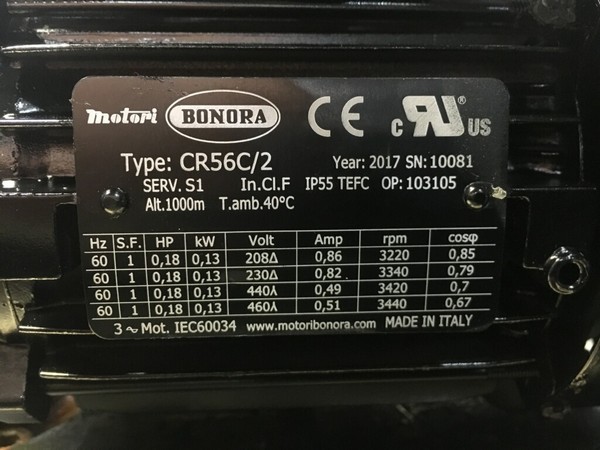 motori BONORA CE c RU ® US
Type: CR56C/2 Year: 2017 SN: 10081
SERV. S1 In.Cl.F IP55 TEFC OP: 103105
Alt.1000m T.amb.40°C
Hz S.F. HP kW Volt Amp rpm cosφ
60 1 0,18 0,13 208Δ 0,86 3220 0,85
60 1 0,18 0,13 230Δ 0,82 3340 0,79
60 1 0,18 0,13 440⅄ 0,49 3420 0,7
60 1 0,18 0,13 460⅄ 0,51 3440 0,67
3 ~ Mot. IEC60034 www.motoribonora.com MADE IN ITALY